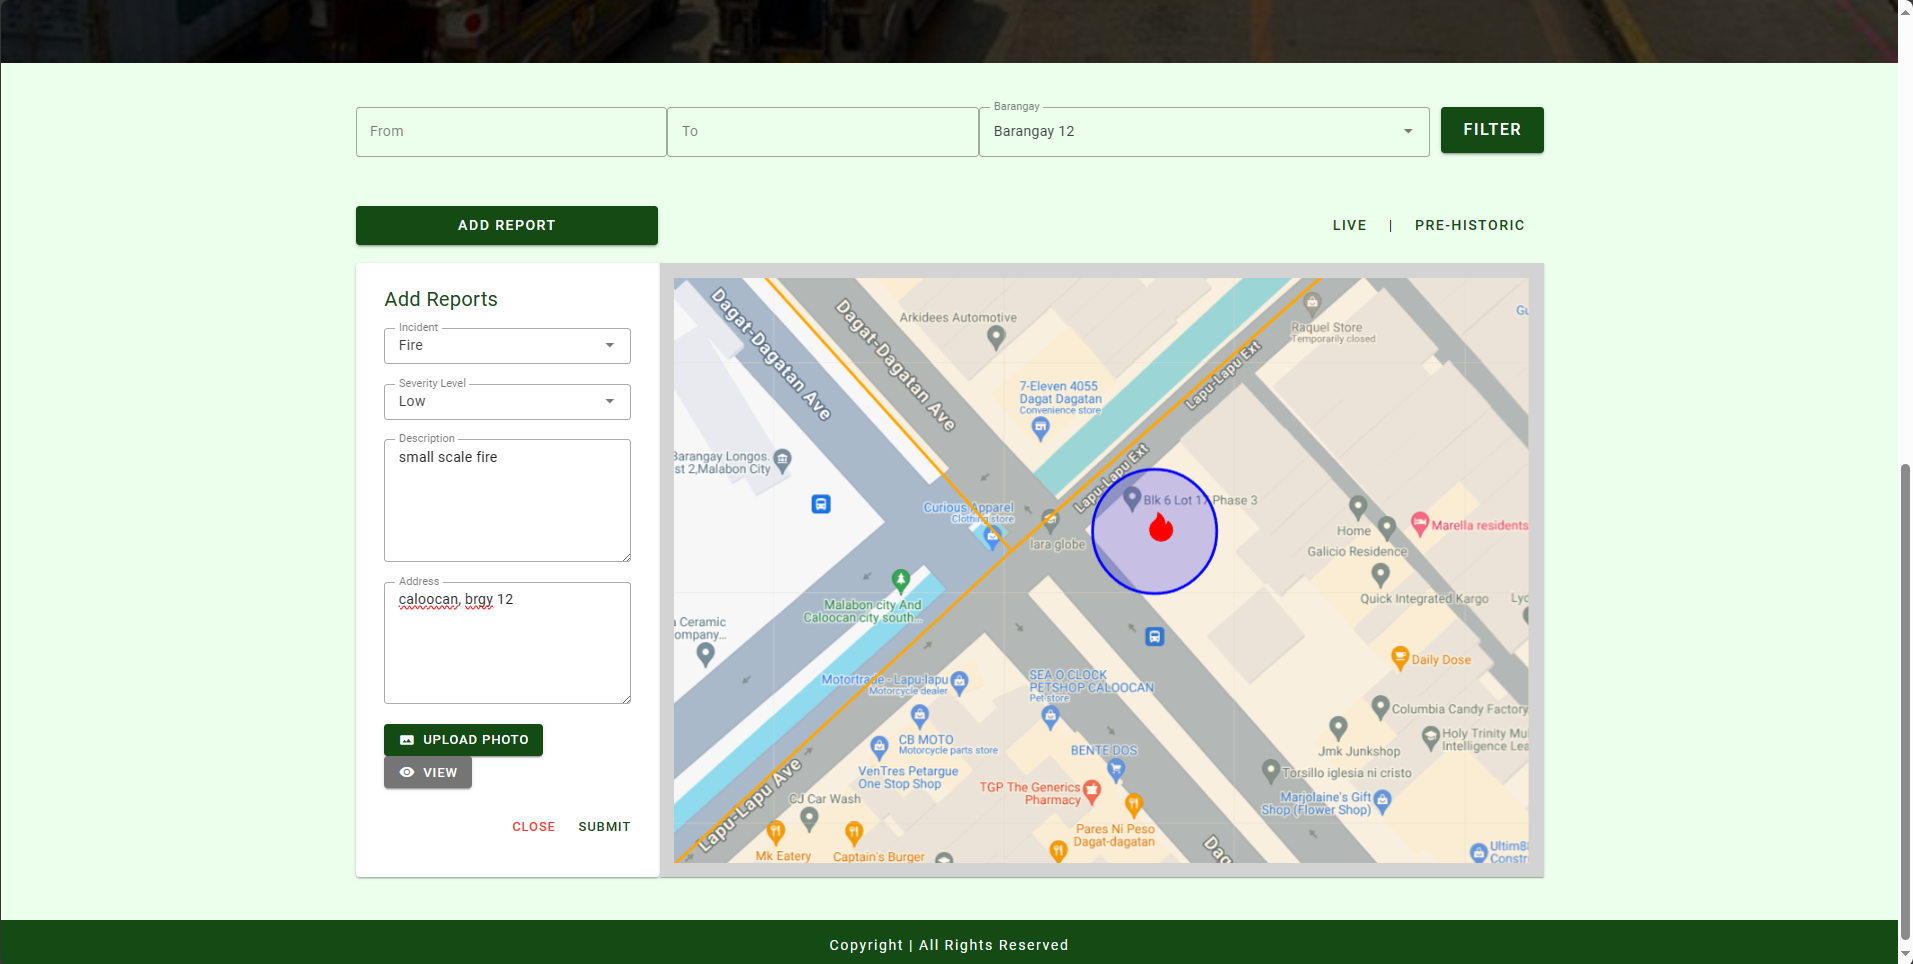 From
To
Barangay
Barangay 12
FILTER
ADD REPORT
LIVE | PRE-HISTORIC
Add Reports
Incident
Fire
Severity Level
Low
Description
small scale fire
Address
caloocan, brgy 12
UPLOAD PHOTO
VIEW
CLOSE
SUBMIT
Dagat-Dagatan Ave
Dagat-Dagatan Ave
Arkidees Automotive
Raquel Store
Temporarily closed
Gu
Lapu-Lapu Ext
7-Eleven 4055
Dagat Dagatan
Convenience store
Barangay Longos.
st 2,Malabon City
Lapu-Lapu Ext
Blk 6 Lot 17 Phase 3
Curious Apparel
Clothing store
lara globe
Home
Marella residents
Galicio Residence
Quick Integrated Kargo
Lyc
Malabon city And
Caloocan city south...
a Ceramic
ompany...
Daily Dose
Motortrade - Lapu-lapu
Motorcycle dealer
SEA O CLOCK
PETSHOP CALOOCAN
Pet store
Columbia Candy Factory
CB MOTO
Motorcycle parts store
BENTE DOS
Jmk Junkshop
Holy Trinity Mul
Intelligence Lea
VenTres Petargue
One Stop Shop
Torsillo iglesia ni cristo
TGP The Generics
Pharmacy
Marjolaine's Gift
Shop (Flower Shop)
CJ Car Wash
Lapu-Lapu Ave
Pares Ni Peso
Dagat-dagatan
Dag
Mk Eatery
Captain's Burger
Ultim88
Constr
Copyright | All Rights Reserved